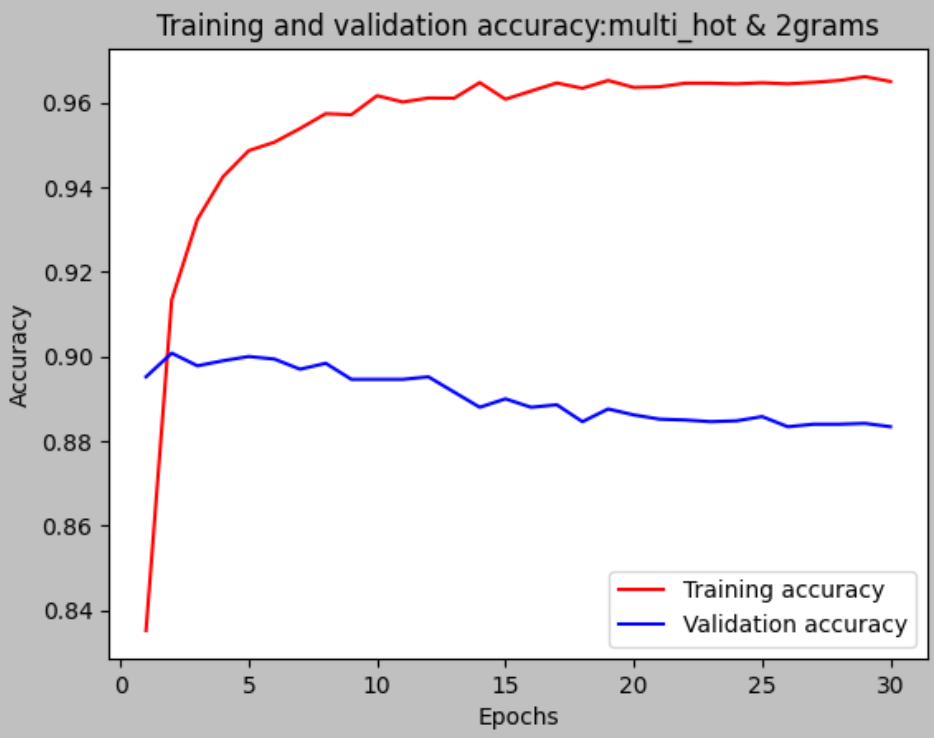 Training and validation accuracy:multi_hot & 2grams
Accuracy
0.96
0.94
0.92
0.90
0.88
0.86
0.84
Training accuracy
Validation accuracy
0 5 10 15 20 25 30
Epochs